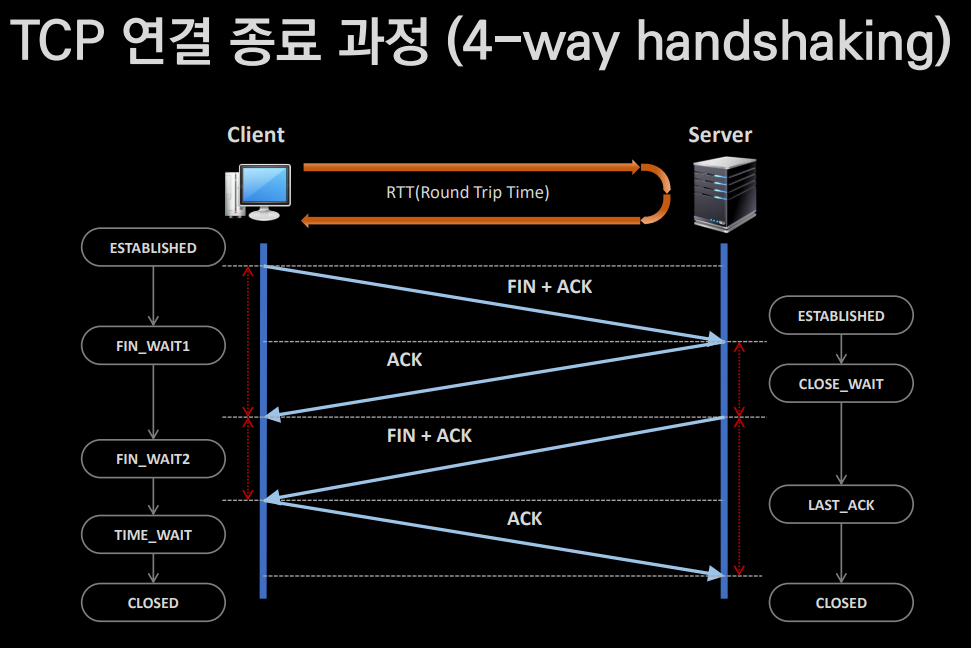 TCP 연결 종료 과정 (4-way handshaking)
Client
Server
RTT(Round Trip Time)
ESTABLISHED
FIN + ACK
ESTABLISHED
FIN_WAIT1
ACK
CLOSE_WAIT
FIN + ACK
FIN_WAIT2
LAST_ACK
ACK
TIME_WAIT
CLOSED
CLOSED